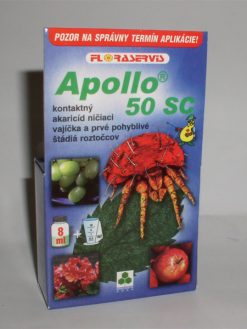 POZOR NA SPRÁVNY TERMÍN APLIKÁCIE!
FLORASERVIS
Apollo®
50 SC
kontaktný
akaricíd ničiaci
vajíčka a prvé pohyblivé
štádiá roztočcov
8
ml